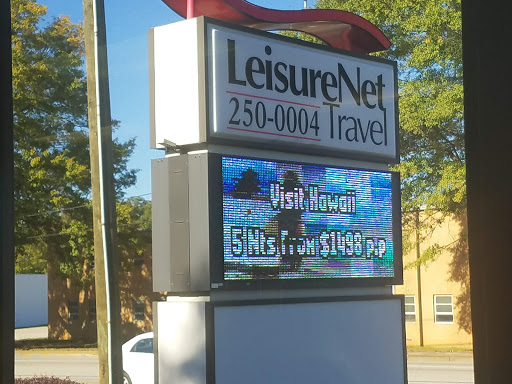 LeisureNet
250-0004 Travel
Visit Hawaii
5 Nts From $1498 p.p